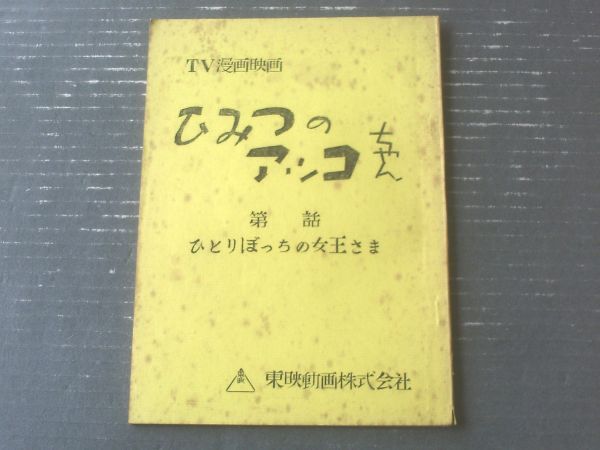 TV漫画映画
ひみつの
アッコちゃん
第 話
ひとりぼっちの女王さま
東映動画株式会社